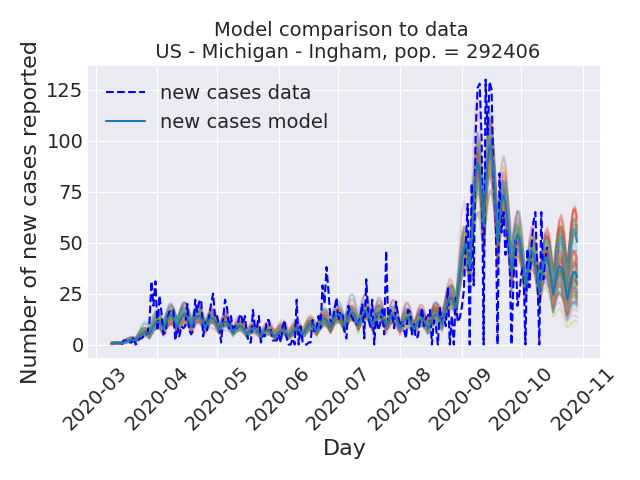 Model comparison to data
US - Michigan - Ingham, pop. = 292406
Number of new cases reported
125
100
75
50
25
0
new cases data
new cases model
2020-03
2020-04
2020-05
2020-06
2020-07
2020-08
2020-09
2020-10
2020-11
Day